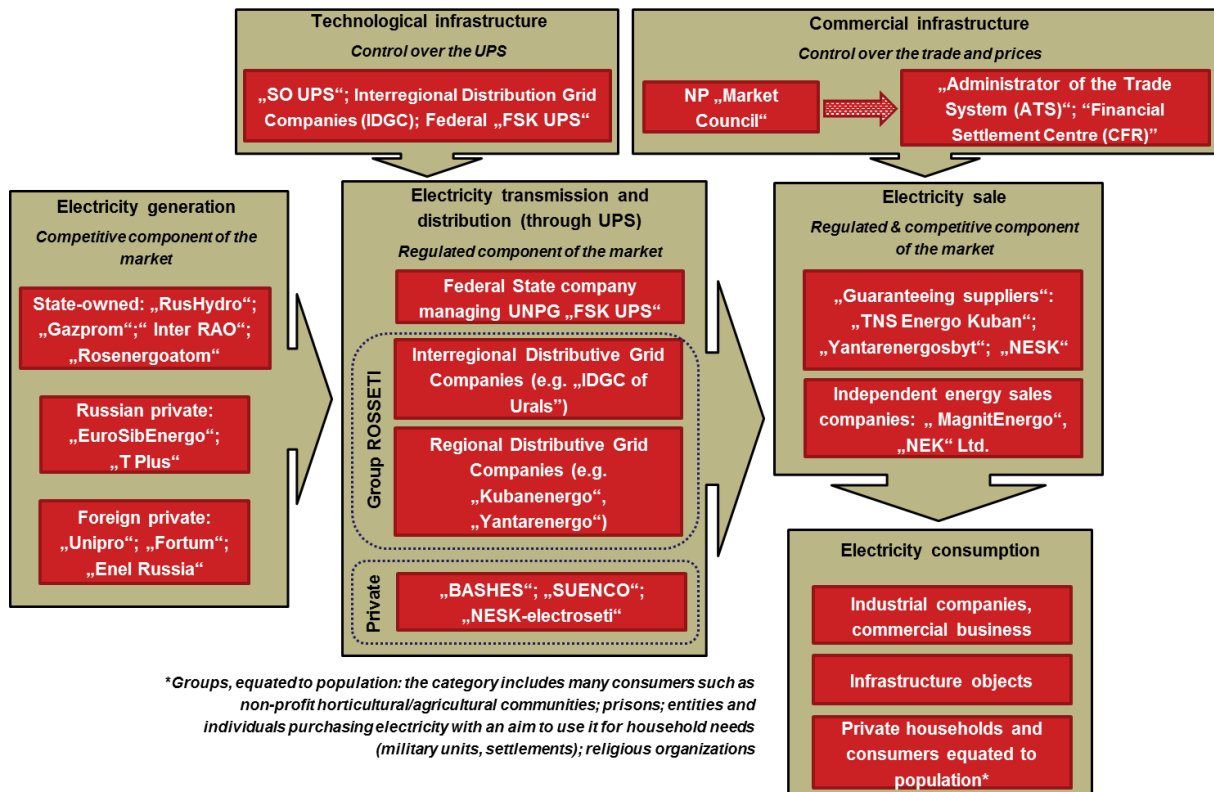 Technological infrastructure
Control over the UPS
„SO UPS“; Interregional Distribution Grid
Companies (IDGC); Federal „FSK UPS“
Commercial infrastructure
Control over the trade and prices
NP „Market
Council“
„Administrator of the Trade
System (ATS)“; “Financial
Settlement Centre (CFR)”
Electricity generation
Competitive component of the
market
State-owned: „RusHydro“;
„Gazprom“;“ Inter RAO“;
„Rosenergoatom“
Russian private:
„EuroSibEnergo“;
„T Plus“
Foreign private:
„Unipro“; „Fortum“;
„Enel Russia“
Electricity transmission and
distribution (through UPS)
Regulated component of the market
Federal State company
managing UNPG „FSK UPS“
Group ROSSETI
Interregional Distributive Grid
Companies (e.g. „IDGC of
Urals”)
Regional Distributive Grid
Companies (e.g.
„Kubanenergo“,
„Yantarenergo“)
Private
„BASHES“; „SUENCO“;
„NESK-electroseti“
Electricity sale
Regulated & competitive component
of the market
„Guaranteeing suppliers“:
„TNS Energo Kuban“;
„Yantarenergosbyt“; „NESK“
Independent energy sales
companies: „ MagnitEnergo“,
„NEK“ Ltd.
Electricity consumption
Industrial companies,
commercial business
Infrastructure objects
Private households and
consumers equated to
population*
*Groups, equated to population: the category includes many consumers such as
non-profit horticultural/agricultural communities; prisons; entities and
individuals purchasing electricity with an aim to use it for household needs
(military units, settlements); religious organizations